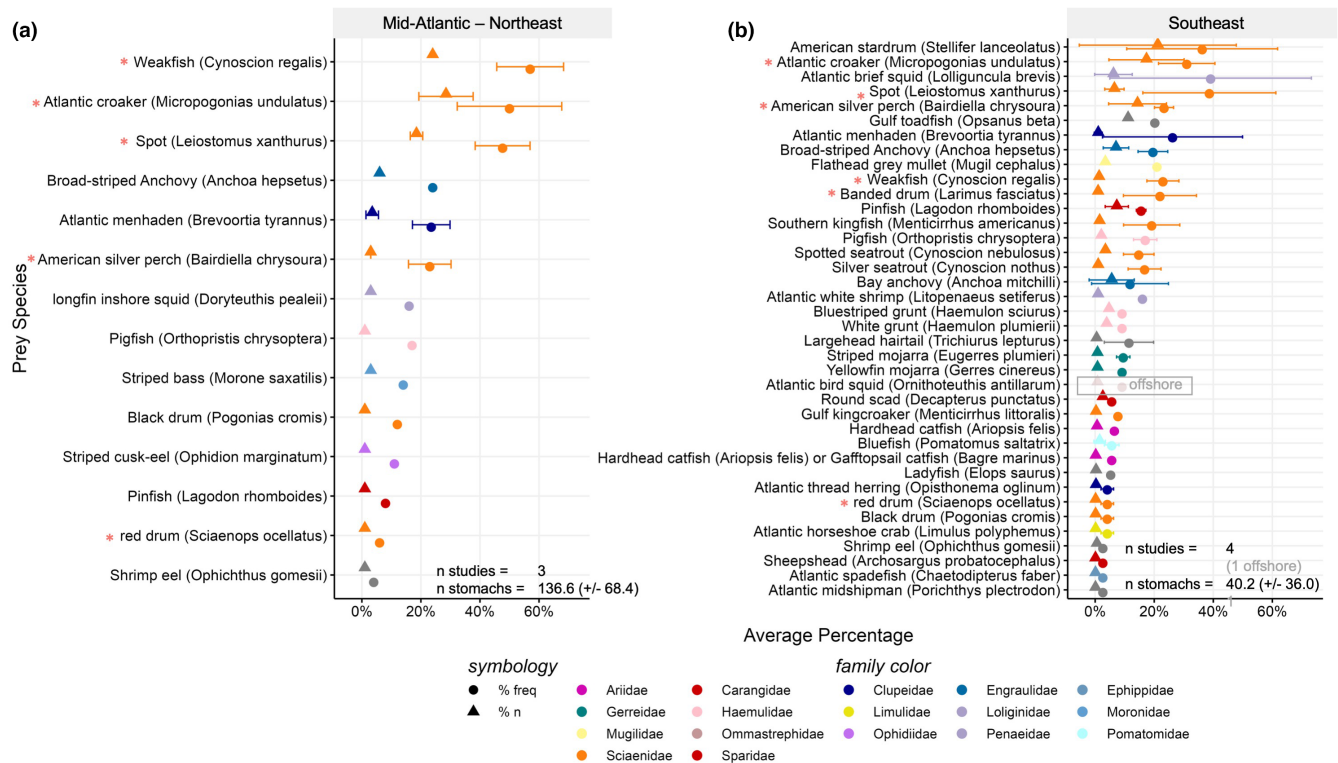 (a)
Mid-Atlantic – Northeast
Prey Species
* Weakfish (Cynoscion regalis)
* Atlantic croaker (Micropogonias undulatus)
* Spot (Leiostomus xanthurus)
Broad-striped Anchovy (Anchoa hepsetus)
Atlantic menhaden (Brevoortia tyrannus)
* American silver perch (Bairdiella chrysoura)
longfin inshore squid (Doryteuthis pealeii)
Pigfish (Orthopristis chrysoptera)
Striped bass (Morone saxatilis)
Black drum (Pogonias cromis)
Striped cusk-eel (Ophidion marginatum)
Pinfish (Lagodon rhomboides)
* red drum (Sciaenops ocellatus)
Shrimp eel (Ophichthus gomesii)
n studies = 3
n stomachs = 136.6 (+/- 68.4)
0% 20% 40% 60%
(b)
Southeast
American stardrum (Stellifer lanceolatus)
* Atlantic croaker (Micropogonias undulatus)
Atlantic brief squid (Lolliguncula brevis)
* Spot (Leiostomus xanthurus)
* American silver perch (Bairdiella chrysoura)
Gulf toadfish (Opsanus beta)
Atlantic menhaden (Brevoortia tyrannus)
Broad-striped Anchovy (Anchoa hepsetus)
Flathead grey mullet (Mugil cephalus)
* Weakfish (Cynoscion regalis)
* Banded drum (Larimus fasciatus)
Pinfish (Lagodon rhomboides)
Southern kingfish (Menticirrhus americanus)
Pigfish (Orthopristis chrysoptera)
Spotted seatrout (Cynoscion nebulosus)
Silver seatrout (Cynoscion nothus)
Bay anchovy (Anchoa mitchilli)
Atlantic white shrimp (Litopenaeus setiferus)
Bluestriped grunt (Haemulon sciurus)
White grunt (Haemulon plumierii)
Largehead hairtail (Trichiurus lepturus)
Striped mojarra (Eugerres plumieri)
Yellowfin mojarra (Gerres cinereus)
Atlantic bird squid (Ornithoteuthis antillarum) offshore
Round scad (Decapterus punctatus)
Gulf kingcroaker (Menticirrhus littoralis)
Hardhead catfish (Ariopsis felis)
Bluefish (Pomatomus saltatrix)
Hardhead catfish (Ariopsis felis) or Gafftopsail catfish (Bagre marinus)
Ladyfish (Elops saurus)
Atlantic thread herring (Opisthonema oglinum)
* red drum (Sciaenops ocellatus)
Black drum (Pogonias cromis)
Atlantic horseshoe crab (Limulus polyphemus)
Shrimp eel (Ophichthus gomesii)
Sheepshead (Archosargus probatocephalus)
Atlantic spadefish (Chaetodipterus faber)
Atlantic midshipman (Porichthys plectrodon)
n studies = 4
(1 offshore)
n stomachs = 40.2 (+/- 36.0)
0% 20% 40% 60%
Average Percentage
symbology family color
% freq Ariidae Carangidae Clupeidae Engraulidae Ephippidae
% n Gerreidae Haemulidae Limulidae Loliginidae Moronidae
Mugilidae Ommastrephidae Ophidiidae Penaeidae Pomatomidae
Sciaenidae Sparidae